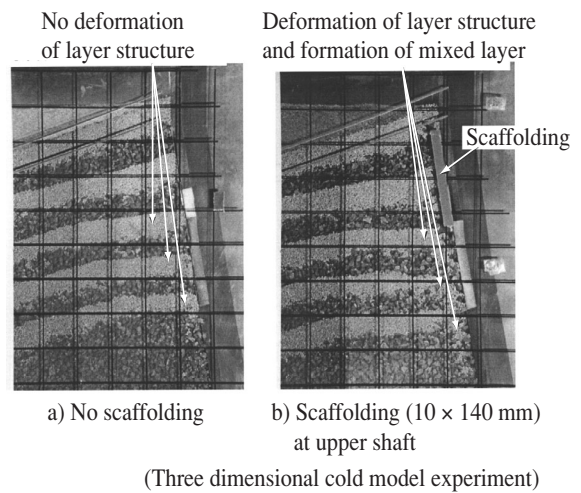 No deformation
of layer structure
Deformation of layer structure
and formation of mixed layer
Scaffolding
a) No scaffolding
b) Scaffolding (10 × 140 mm)
at upper shaft
(Three dimensional cold model experiment)